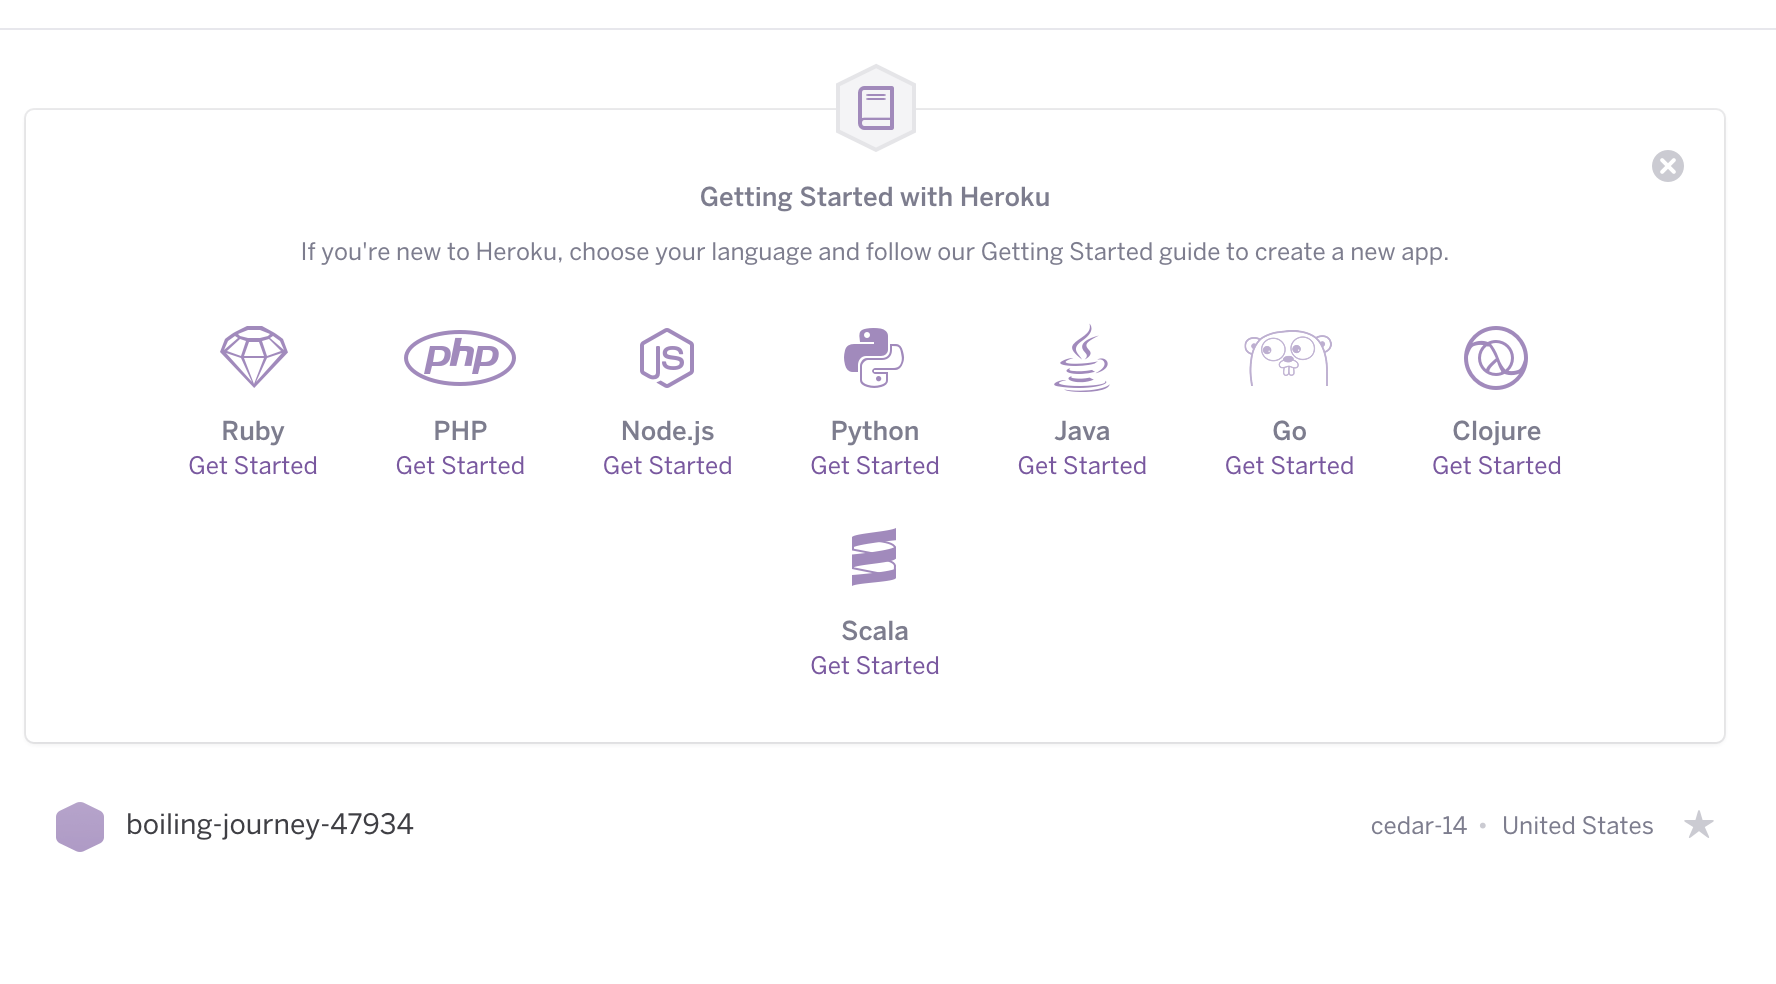 Getting Started with Heroku
If you're new to Heroku, choose your language and follow our Getting Started guide to create a new app.
php
JS
Ruby PHP Node.js Python Java Go Clojure
Get Started Get Started Get Started Get Started Get Started Get Started Get Started
Scala
Get Started
boiling-journey-47934 cedar-14 • United States